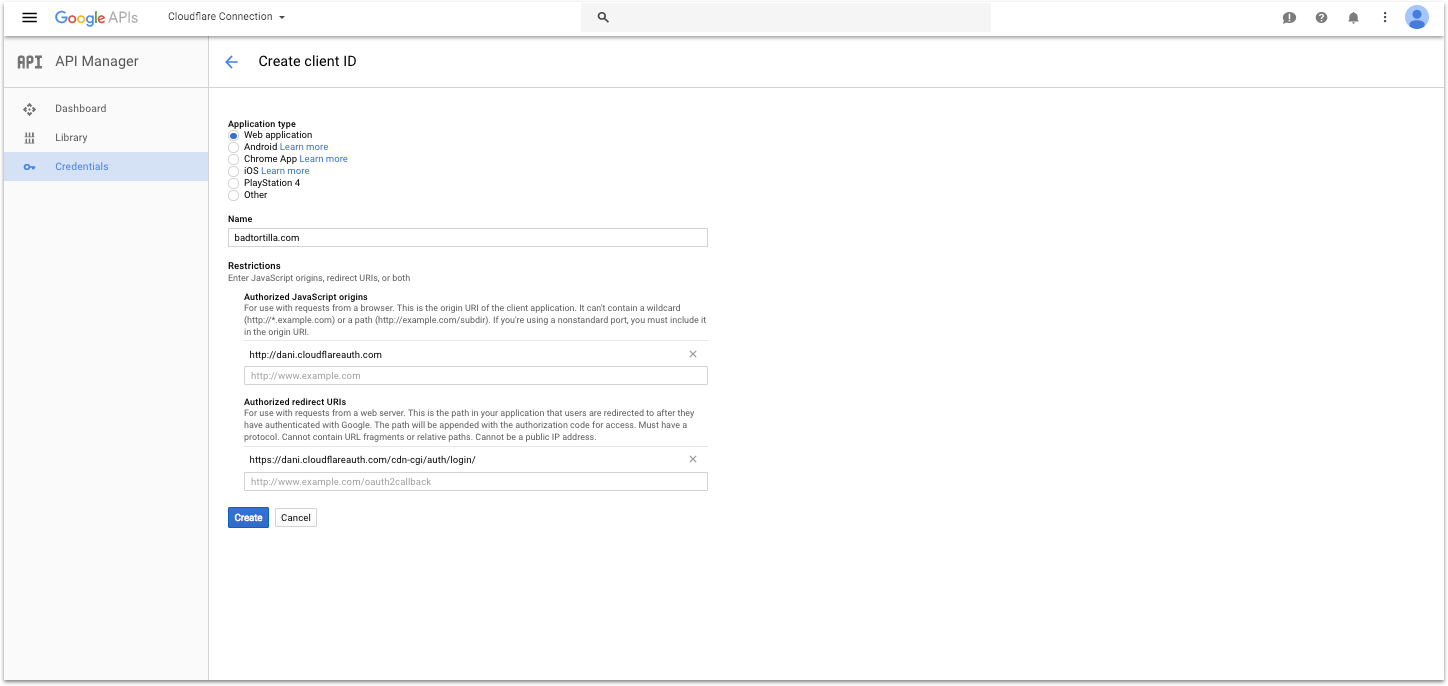 Google APIs
Cloudflare Connection
API
API Manager
Create client ID
Dashboard
Library
Credentials
Application type
Web application
Android Learn more
Chrome App Learn more
iOS Learn more
PlayStation 4
Other
Name
badtortilla.com
Restrictions
Enter JavaScript origins, redirect URIs, or both
Authorized JavaScript origins
For use with requests from a browser. This is the origin URI of the client application. It can't contain a wildcard
(http://*.example.com) or a path (http://example.com/subdir). If you're using a nonstandard port, you must include it
in the origin URI.
http://dani.cloudflareauth.com
http://www.example.com
Authorized redirect URIs
For use with requests from a web server. This is the path in your application that users are redirected to after they
have authenticated with Google. The path will be appended with the authorization code for access. Must have a
protocol. Cannot contain URL fragments or relative paths. Cannot be a public IP address.
https://dani.cloudflareauth.com/cdn-cgi/auth/login/
http://www.example.com/oauth2callback
Create
Cancel